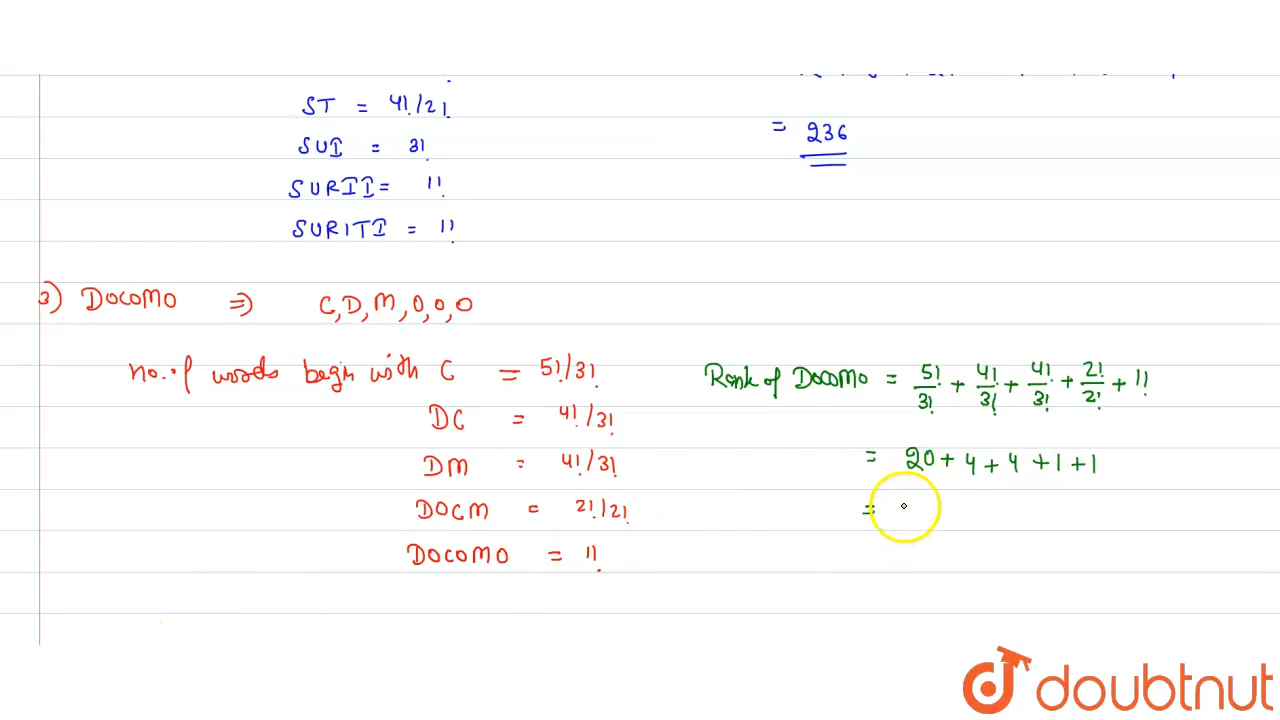 ST = 4!/2!
SUI = 3!
SURII = 1!
SURITI = 1!
= 236
3) DOCOMO ⇒ C,D,M,O,O,O
no. of words begin with C = 5!/3!
DC = 4!/3!
DM = 4!/3!
DOCM = 2!/2!
DOCOMO = 1!
Rank of DOCOMO = 5!/3! + 4!/3! + 4!/3! + 2!/2! + 1!
= 20 + 4 + 4 + 1 + 1
=
doubtnut